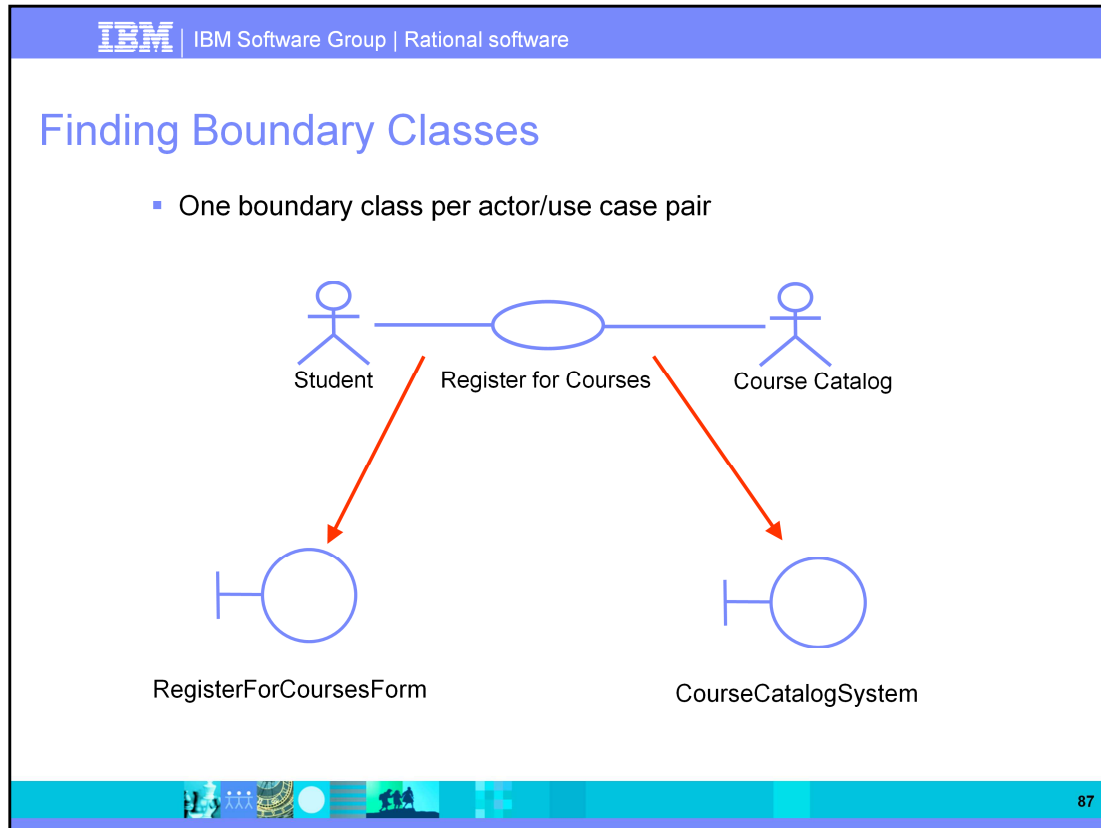 IBM | IBM Software Group | Rational software
Finding Boundary Classes
▪ One boundary class per actor/use case pair
Student
Register for Courses
Course Catalog
RegisterForCoursesForm
CourseCatalogSystem
87